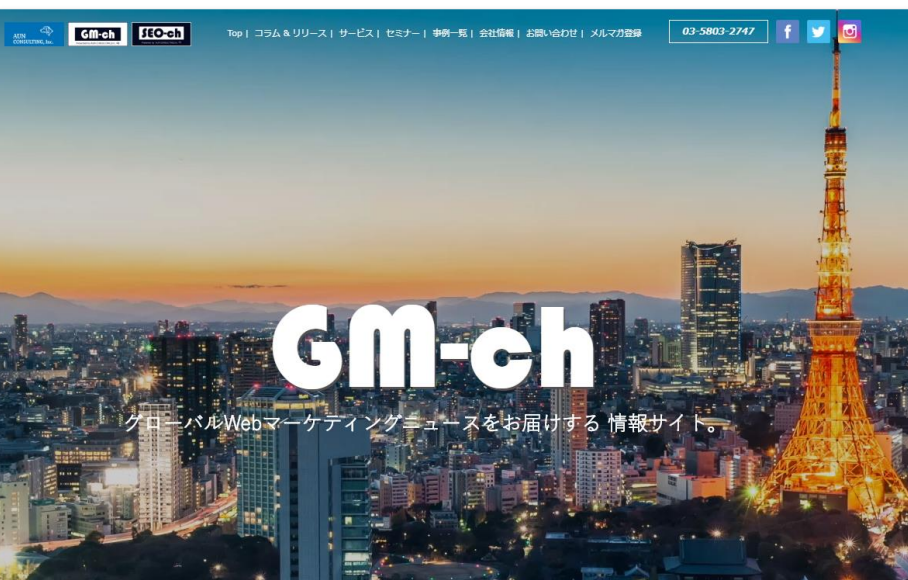 AUN
CONSULTING, Inc.
GM-ch
SEO-ch
Top | コラム & リリース | サービス | セミナー | 事例一覧 | 会社情報 | お問い合わせ | メルマガ登録
03-5803-2747
GM-ch
グローバルWebマーケティングニュースをお届けする 情報サイト。